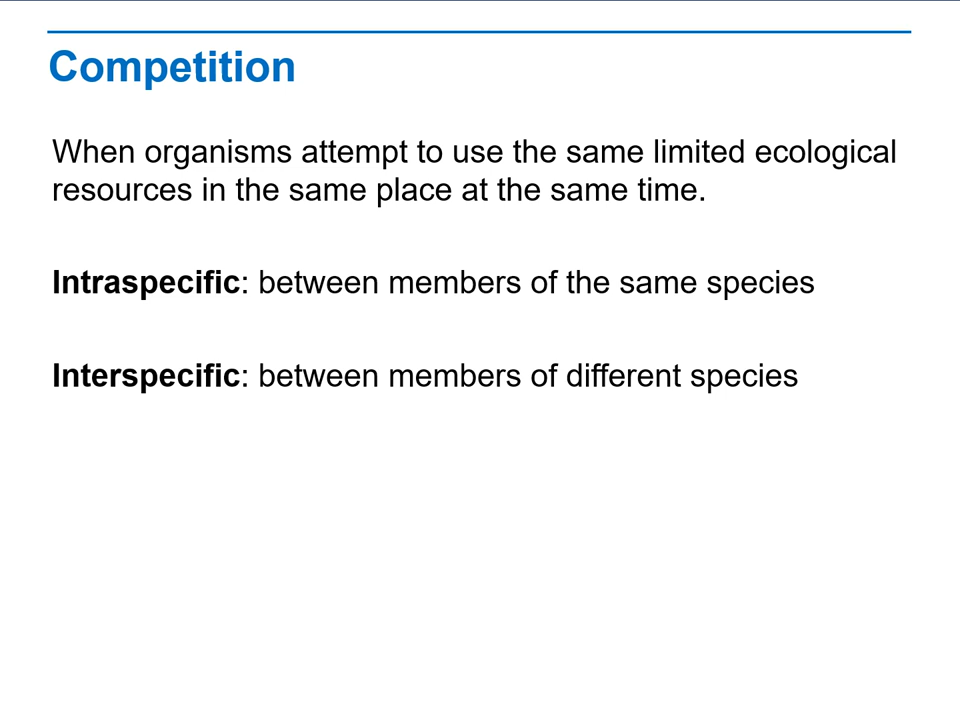 Competition
When organisms attempt to use the same limited ecological
resources in the same place at the same time.
Intraspecific: between members of the same species
Interspecific: between members of different species